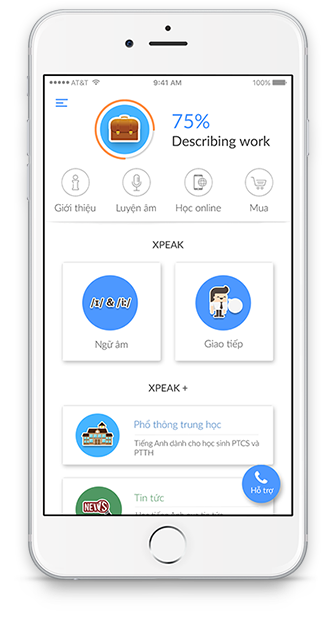 AT&T
9:41 AM
100%
75%
Describing work
Giới thiệu
Luyện âm
Học online
Mua
XPEAK
/ɪ/ & /i:/
Ngữ âm
Giao tiếp
XPEAK +
Phổ thông trung học
Tiếng Anh dành cho học sinh PTCS và
PTTH
Hỗ trợ
NEWS
Tin tức